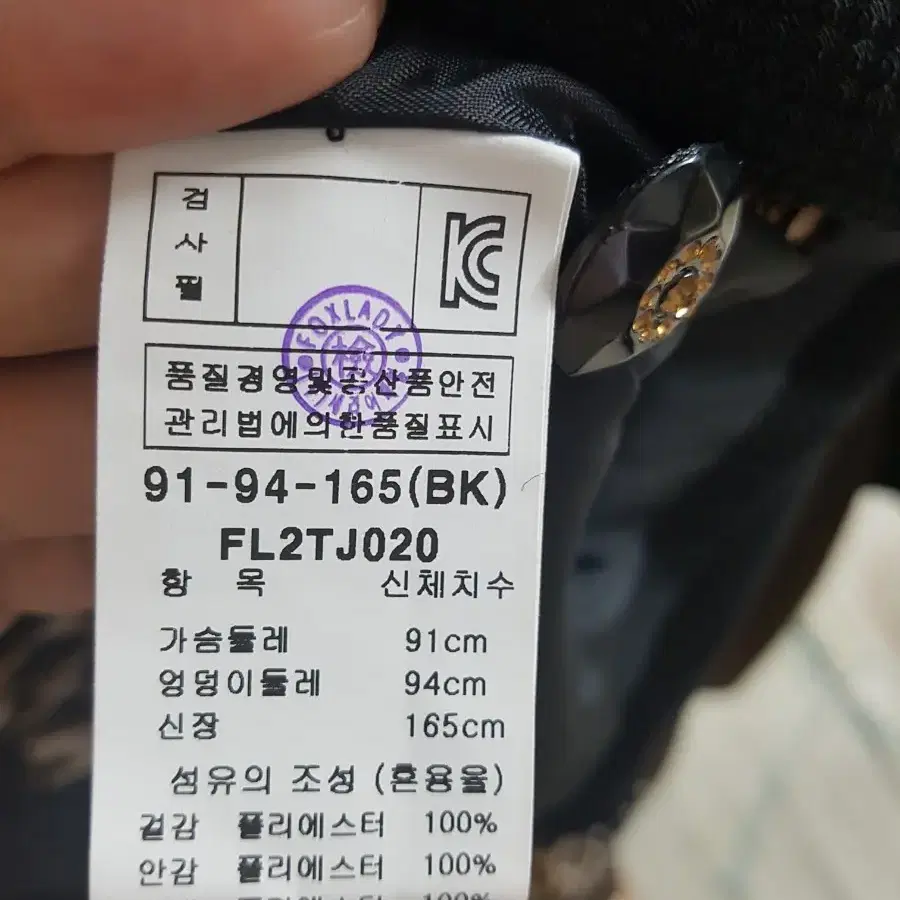 검사필
KC
FOXLADY
檢
품질경영및공산품안전
관리법에의한품질표시
91-94-165(BK)
FL2TJ020
항 목 신체치수
가슴둘레 91cm
엉덩이둘레 94cm
신장 165cm
섬유의 조성 (혼용율)
겉감 폴리에스터 100%
안감 폴리에스터 100%